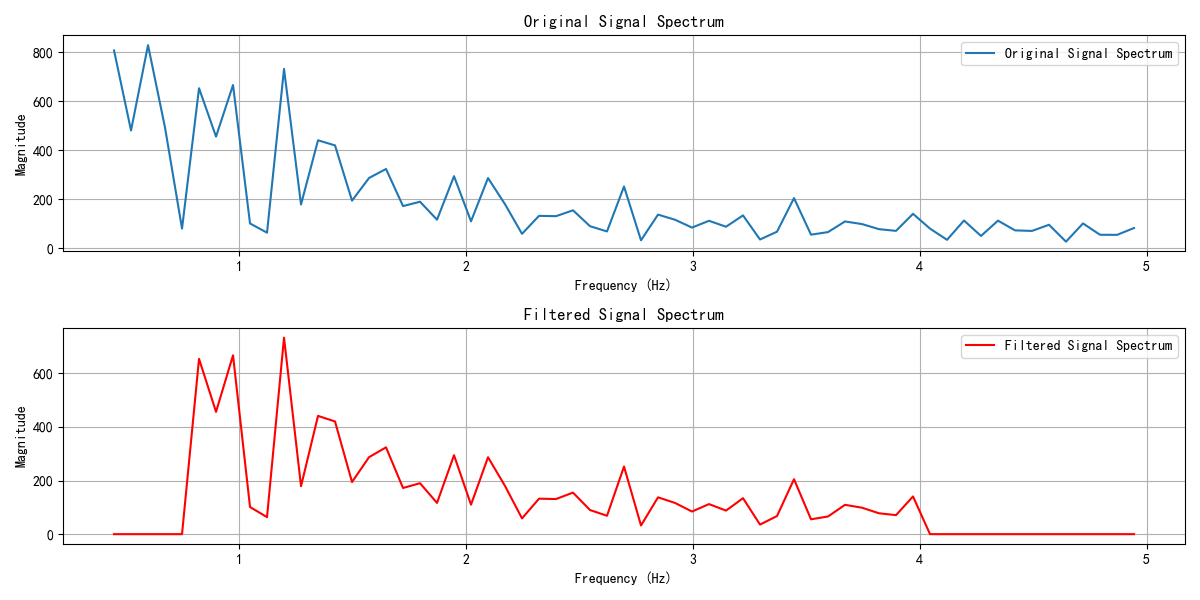 Original Signal Spectrum
Original Signal Spectrum
800
600
400
200
0
Magnitude
1 2 3 4 5
Frequency (Hz)
Filtered Signal Spectrum
Filtered Signal Spectrum
600
400
200
0
Magnitude
1 2 3 4 5
Frequency (Hz)